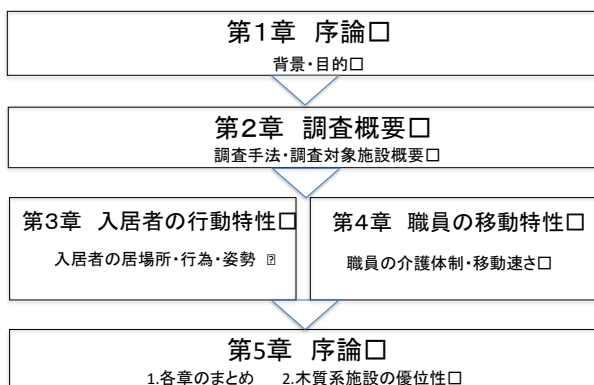 第1章 序論□
背景・目的□
第2章 調査概要□
調査手法・調査対象施設概要□
第3章 入居者の行動特性□
入居者の居場所・行為・姿勢 ⍰
第4章 職員の移動特性□
職員の介護体制・移動速さ□
第5章 序論□
1.各章のまとめ 2.木質系施設の優位性□